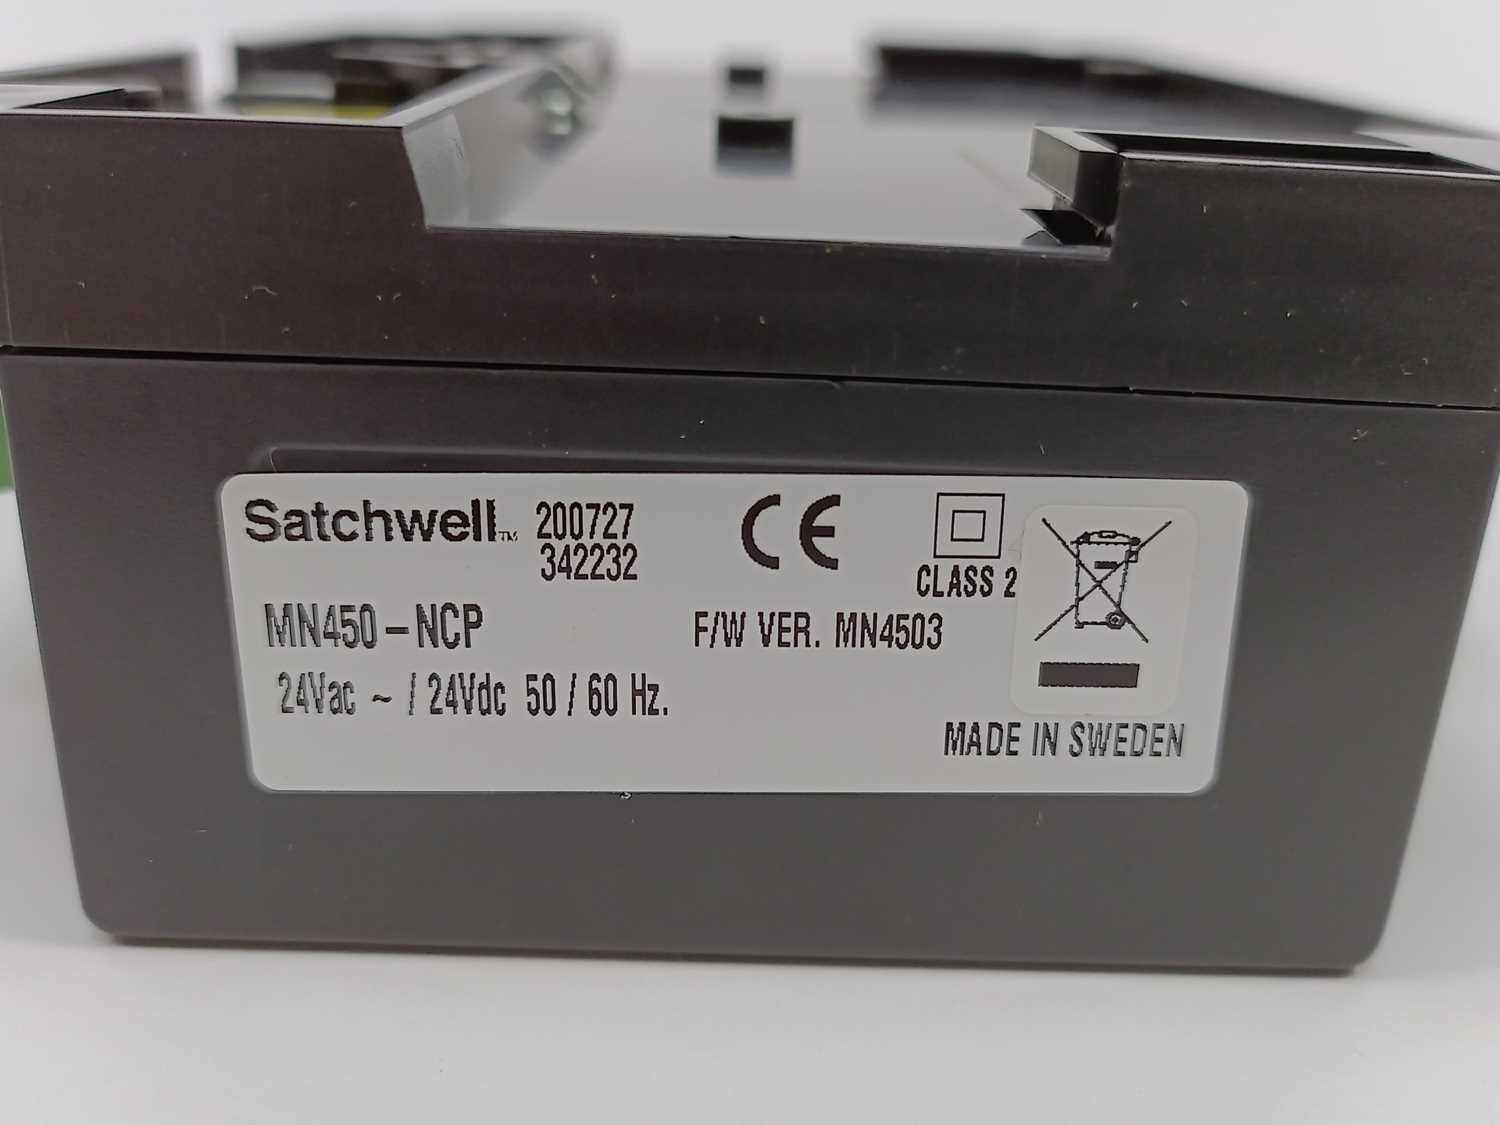 Satchwell™ 200727
342232
CE
CLASS 2
MN450-NCP
F/W VER. MN4503
24Vac ~ / 24Vdc 50 / 60 Hz.
MADE IN SWEDEN